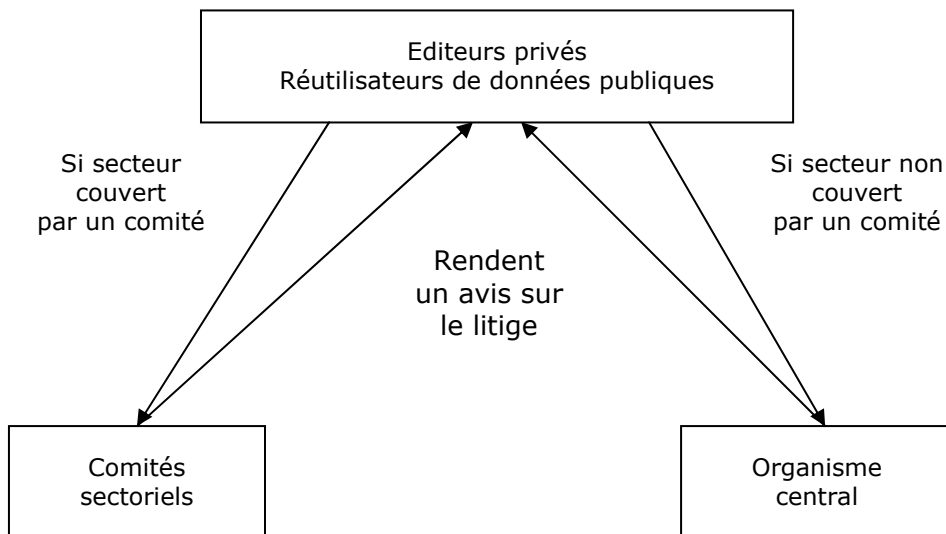 Editeurs privés
Réutilisateurs de données publiques
Si secteur
couvert
par un comité
Si secteur non
couvert
par un comité
Rendent
un avis sur
le litige
Comités
sectoriels
Organisme
central